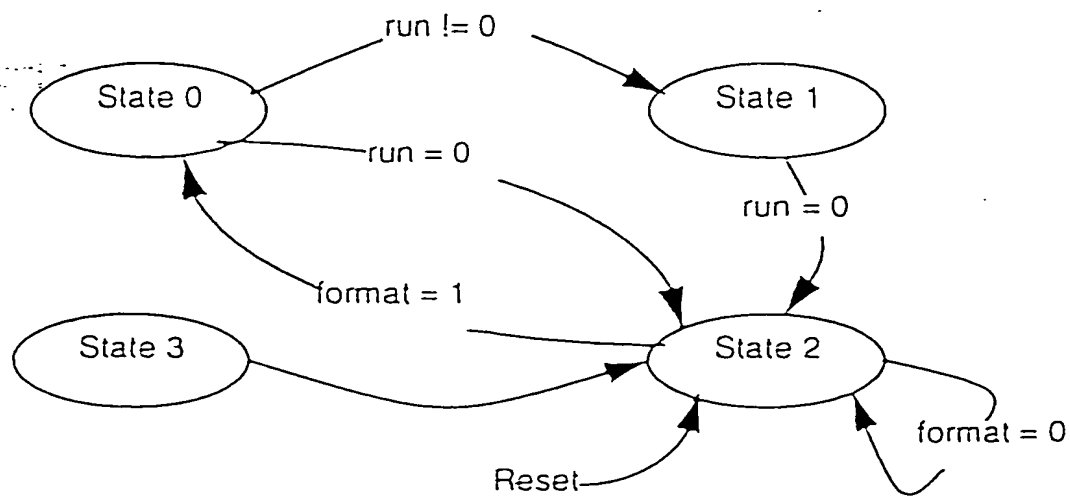 run != 0
State 0
State 1
run = 0
run = 0
format = 1
State 3
State 2
format = 0
Reset